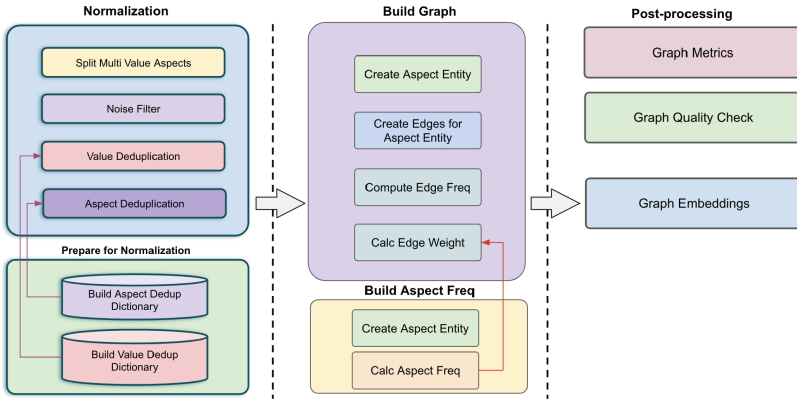 Normalization
Split Multi Value Aspects
Noise Filter
Value Deduplication
Aspect Deduplication
Prepare for Normalization
Build Aspect Dedup
Dictionary
Build Value Dedup
Dictionary
Build Graph
Create Aspect Entity
Create Edges for
Aspect Entity
Compute Edge Freq
Calc Edge Weight
Build Aspect Freq
Create Aspect Entity
Calc Aspect Freq
Post-processing
Graph Metrics
Graph Quality Check
Graph Embeddings